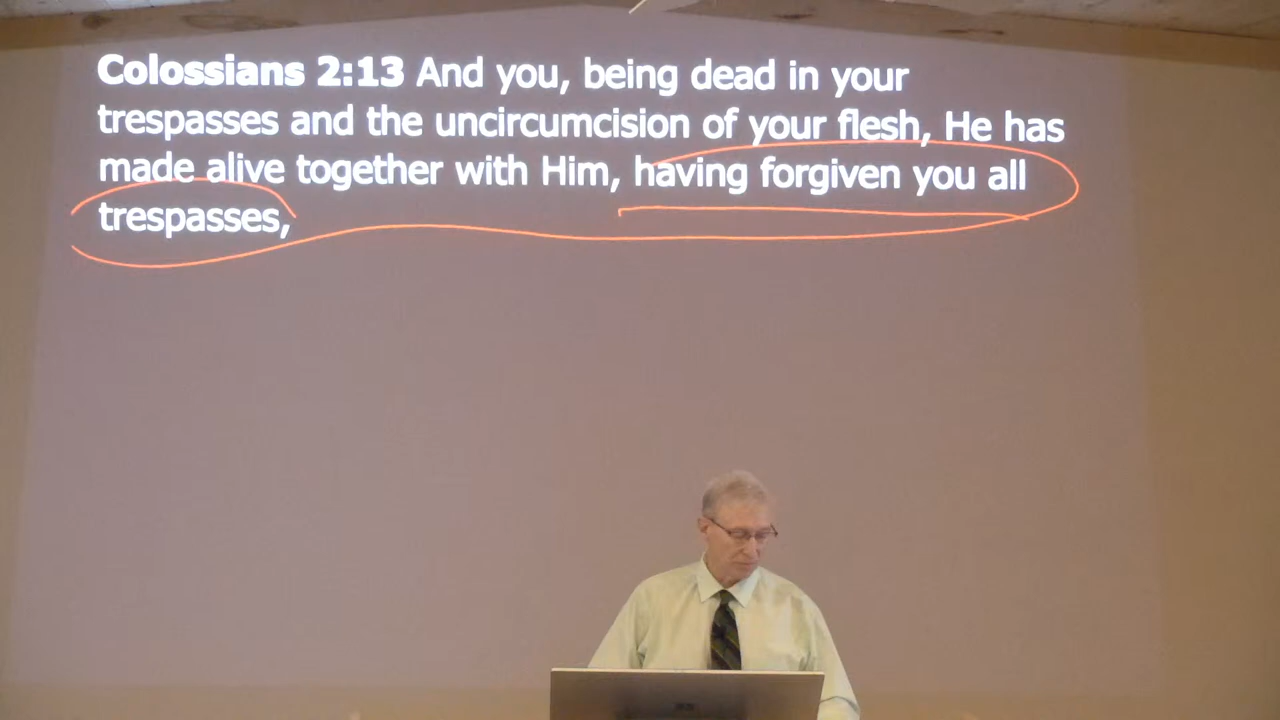 Colossians 2:13 And you, being dead in your
trespasses and the uncircumcision of your flesh, He has
made alive together with Him, having forgiven you all
trespasses,